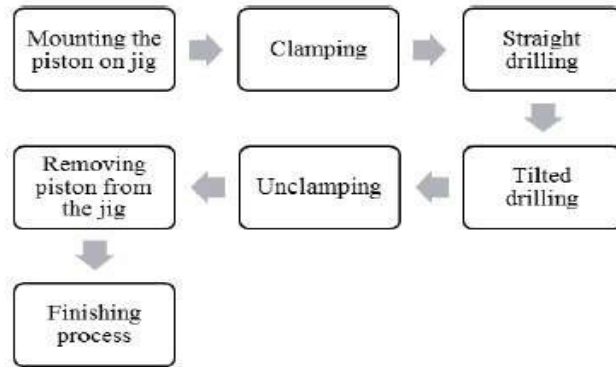 Mounting the
piston on jig
Clamping
Straight
drilling
Tilted
drilling
Unclamping
Removing
piston from
the jig
Finishing
process